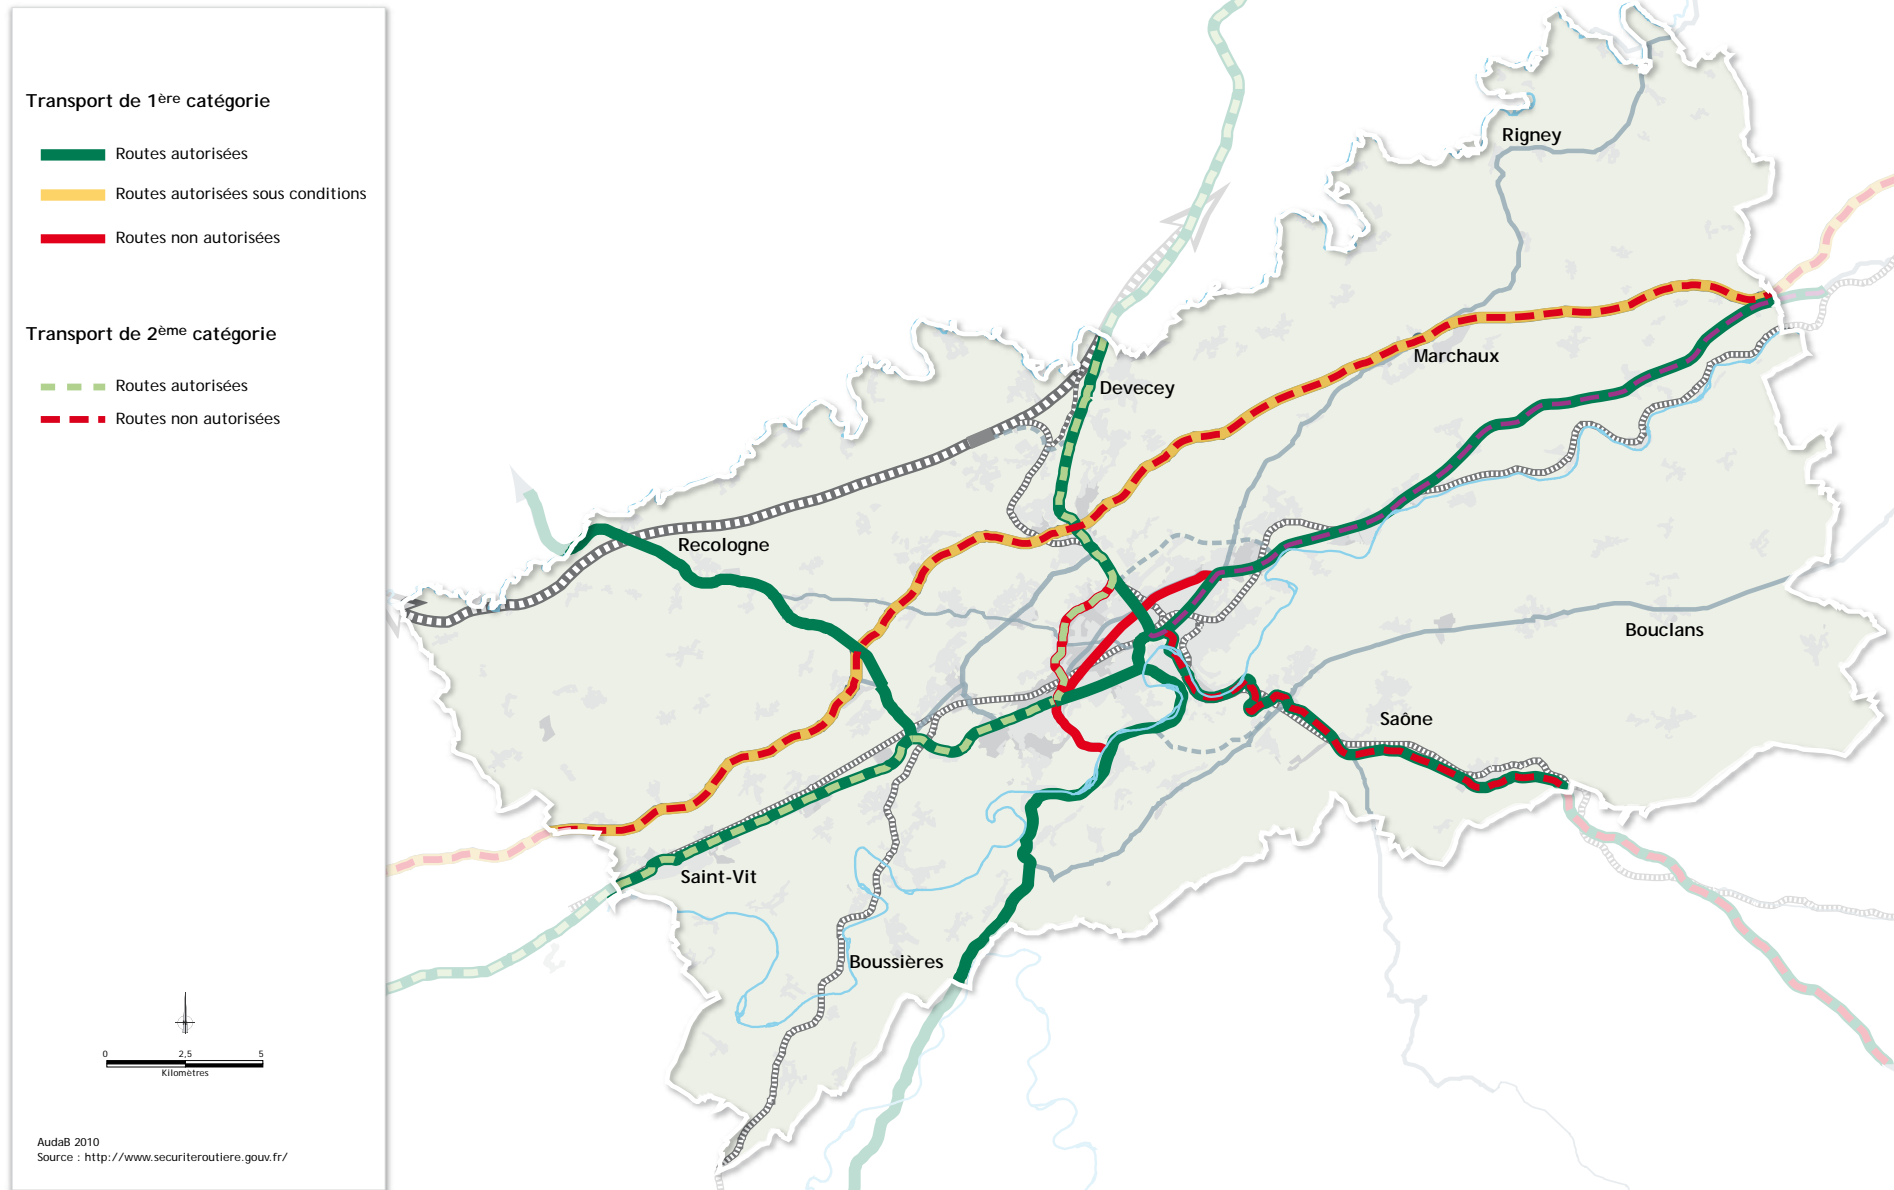 Transport de 1ère catégorie
Routes autorisées
Routes autorisées sous conditions
Routes non autorisées
Transport de 2ème catégorie
Routes autorisées
Routes non autorisées
0 2,5 5
Kilomètres
AudaB 2010
Source : http://www.securiteroutiere.gouv.fr/
Rigney
Marchaux
Devecey
Recologne
Bouclans
Saône
Saint-Vit
Boussières